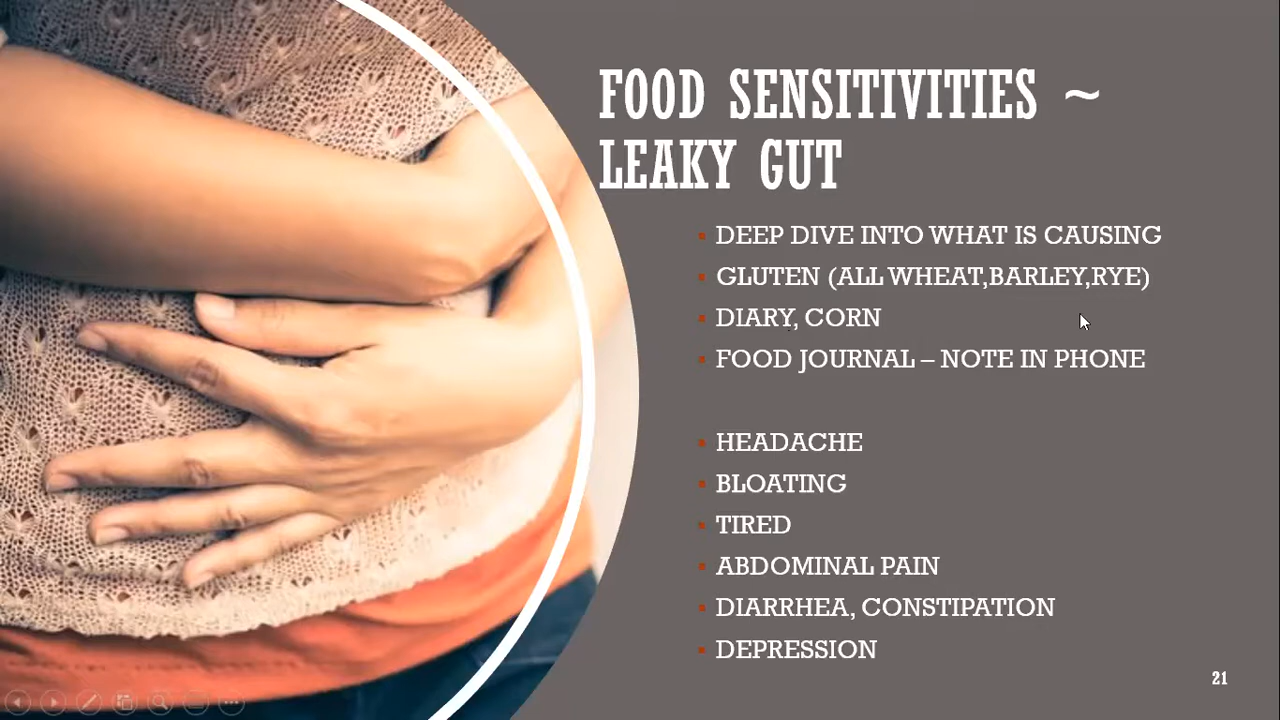 FOOD SENSITIVITIES ~
LEAKY GUT
DEEP DIVE INTO WHAT IS CAUSING
GLUTEN (ALL WHEAT,BARLEY,RYE)
DIARY, CORN
FOOD JOURNAL – NOTE IN PHONE
HEADACHE
BLOATING
TIRED
ABDOMINAL PAIN
DIARRHEA, CONSTIPATION
DEPRESSION
21